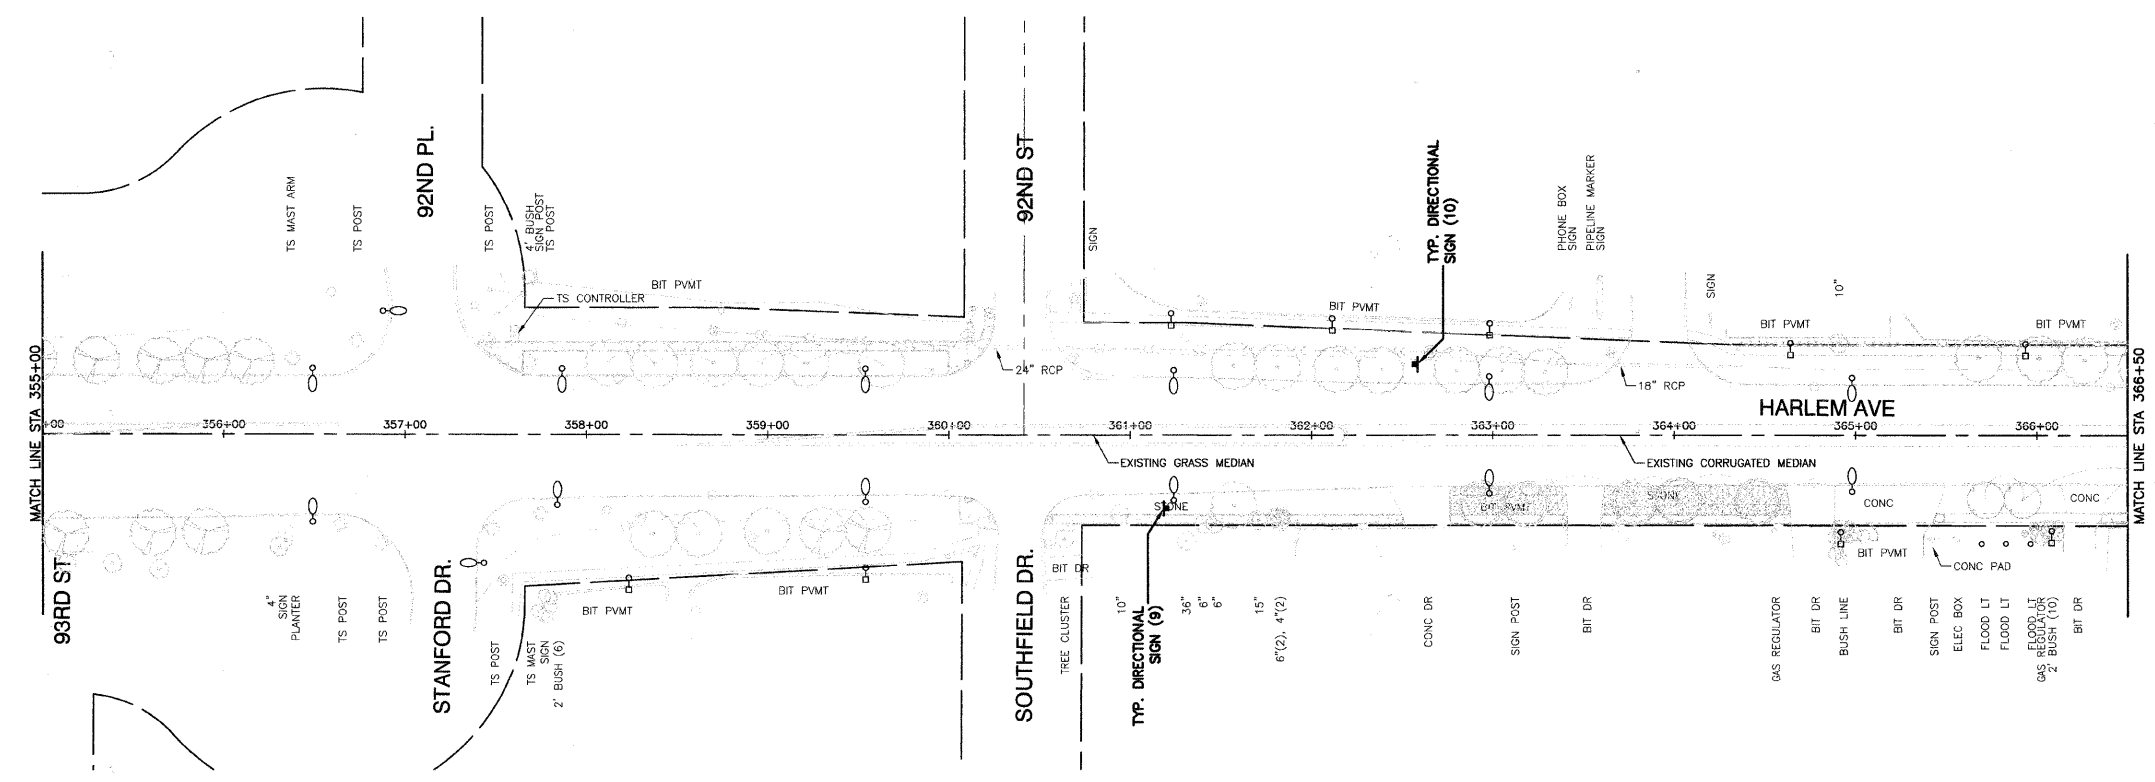 TS MAST ARM
TS POST
92ND PL.
TS POST
4' BUSH
SIGN POST
TS POST
92ND ST
SIGN
TYP. DIRECTIONAL
SIGN (10)
PHONE BOX
SIGN
PIPELINE MARKER
SIGN
SIGN
10"
BIT PVMT
TS CONTROLLER
BIT PVMT
BIT PVMT
BIT PVMT
24" RCP
18" RCP
HARLEM AVE
MATCH LINE STA 355+00
MATCH LINE STA 366+50
+00
356+00
357+00
358+00
359+00
360+00
361+00
362+00
363+00
364+00
365+00
366+00
EXISTING GRASS MEDIAN
EXISTING CORRUGATED MEDIAN
STONE
BIT PVMT
STONE
CONC
CONC
BIT PVMT
CONC PAD
BIT DR
BIT PVMT
BIT PVMT
93RD ST
4"
SIGN
PLANTER
TS POST
TS POST
STANFORD DR.
TS POST
TS MAST
SIGN
2' BUSH (6)
SOUTHFIELD DR.
TREE CLUSTER
10"
TYP. DIRECTIONAL
SIGN (9)
36"
6"
6"
15"
6"(2), 4"(2)
CONC DR
SIGN POST
BIT DR
GAS REGULATOR
BIT DR
BUSH LINE
BIT DR
SIGN POST
ELEC BOX
FLOOD LT
FLOOD LT
FLOOD LT
GAS REGULATOR
2' BUSH (10)
BIT DR